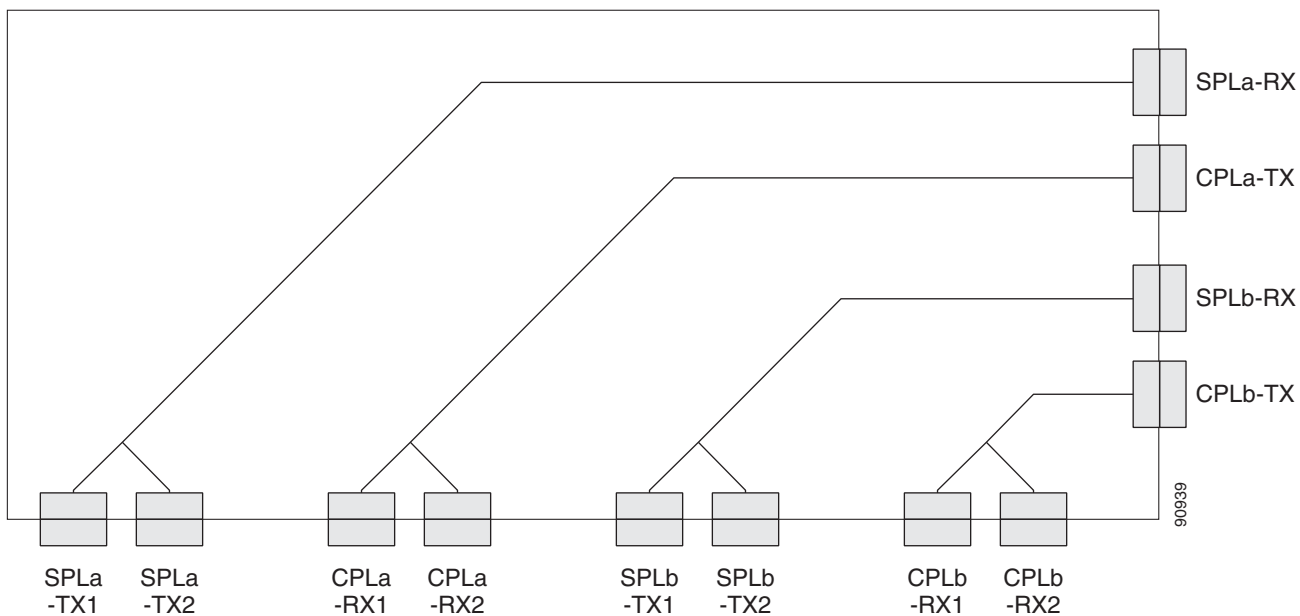 SPLa-RX
CPLa-TX
SPLb-RX
CPLb-TX
90939
SPLa
-TX1
SPLa
-TX2
CPLa
-RX1
CPLa
-RX2
SPLb
-TX1
SPLb
-TX2
CPLb
-RX1
CPLb
-RX2